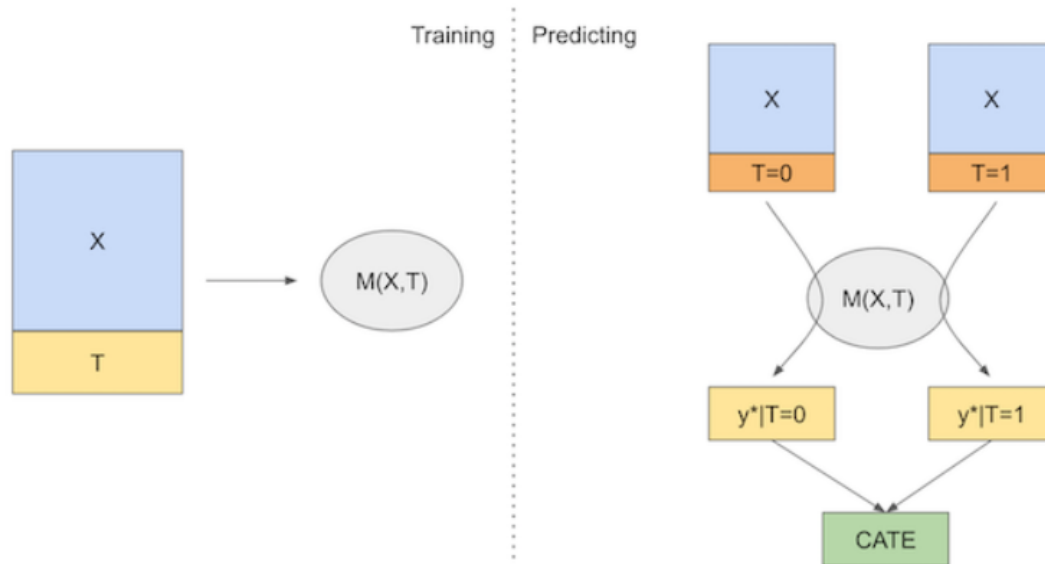 Training
Predicting
X
T
M(X,T)
X
T=0
X
T=1
M(X,T)
y*|T=0
y*|T=1
CATE